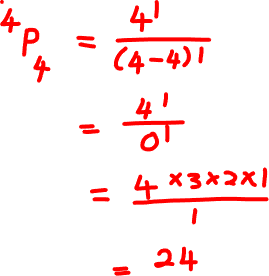 ⁴P₄ = 4!/(4-4)!
= 4!/0!
= 4×3×2×1/1
= 24